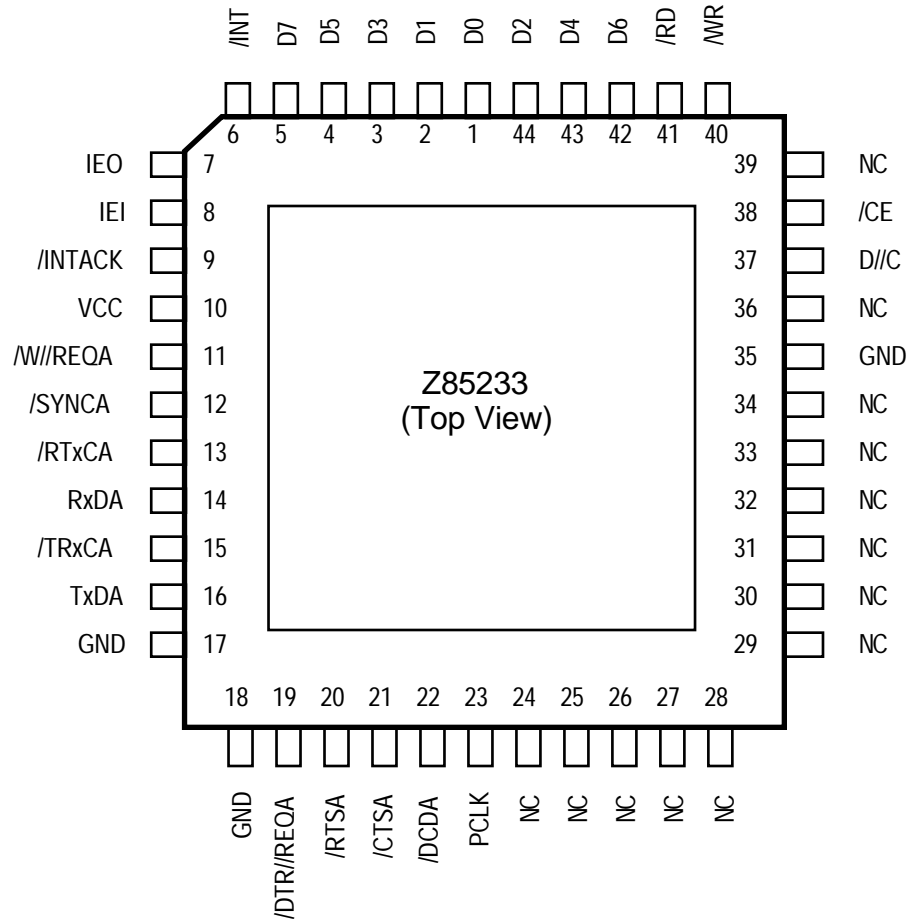 /INT D7 D5 D3 D1 D0 D2 D4 D6 /RD /WR
6 5 4 3 2 1 44 43 42 41 40
IEO 7 39 NC
IEI 8 38 /CE
/INTACK 9 37 D//C
VCC 10 36 NC
/W//REQA 11 35 GND
Z85233
(Top View)
/SYNCA 12 34 NC
/RTxCA 13 33 NC
RxDA 14 32 NC
/TRxCA 15 31 NC
TxDA 16 30 NC
GND 17 29 NC
18 19 20 21 22 23 24 25 26 27 28
GND /DTR//REQA /RTSA /CTSA /DCDA PCLK NC NC NC NC NC